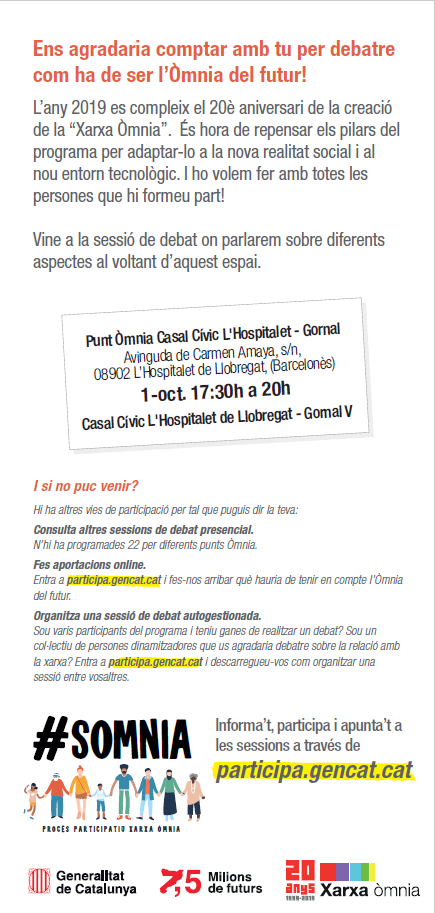 Ens agradaria comptar amb tu per debatre
com ha de ser l’Òmnia del futur!
L’any 2019 es compleix el 20è aniversari de la creació
de la “Xarxa Òmnia”. És hora de repensar els pilars del
programa per adaptar-lo a la nova realitat social i al
nou entorn tecnològic. I ho volem fer amb totes les
persones que hi formeu part!
Vine a la sessió de debat on parlarem sobre diferents
aspectes al voltant d’aquest espai.
Punt Òmnia Casal Cívic L'Hospitalet - Gornal
Avinguda de Carmen Amaya, s/n,
08902 L'Hospitalet de Llobregat, (Barcelonès)
1-oct. 17:30h a 20h
Casal Cívic L'Hospitalet de Llobregat - Gornal V
I si no puc venir?
Hi ha altres vies de participació per tal que puguis dir la teva:
Consulta altres sessions de debat presencial.
N’hi ha programades 22 per diferents punts Òmnia.
Fes aportacions online.
Entra a participa.gencat.cat i fes-nos arribar què hauria de tenir en compte l’Òmnia
del futur.
Organitza una sessió de debat autogestionada.
Sou varis participants del programa i teniu ganes de realitzar un debat? Sou un
col·lectiu de persones dinamitzadores que us agradaria debatre sobre la relació amb
la xarxa? Entra a participa.gencat.cat i descarregueu-vos com organitzar una
sessió entre vosaltres.
#SOMNIA
PROCÉS PARTICIPATIU XARXA ÒMNIA
Informa’t, participa i apunta’t a
les sessions a través de
participa.gencat.cat
Generalitat
de Catalunya
7,5 Milions
de futurs
20
anys
1999-2019
Xarxa òmnia